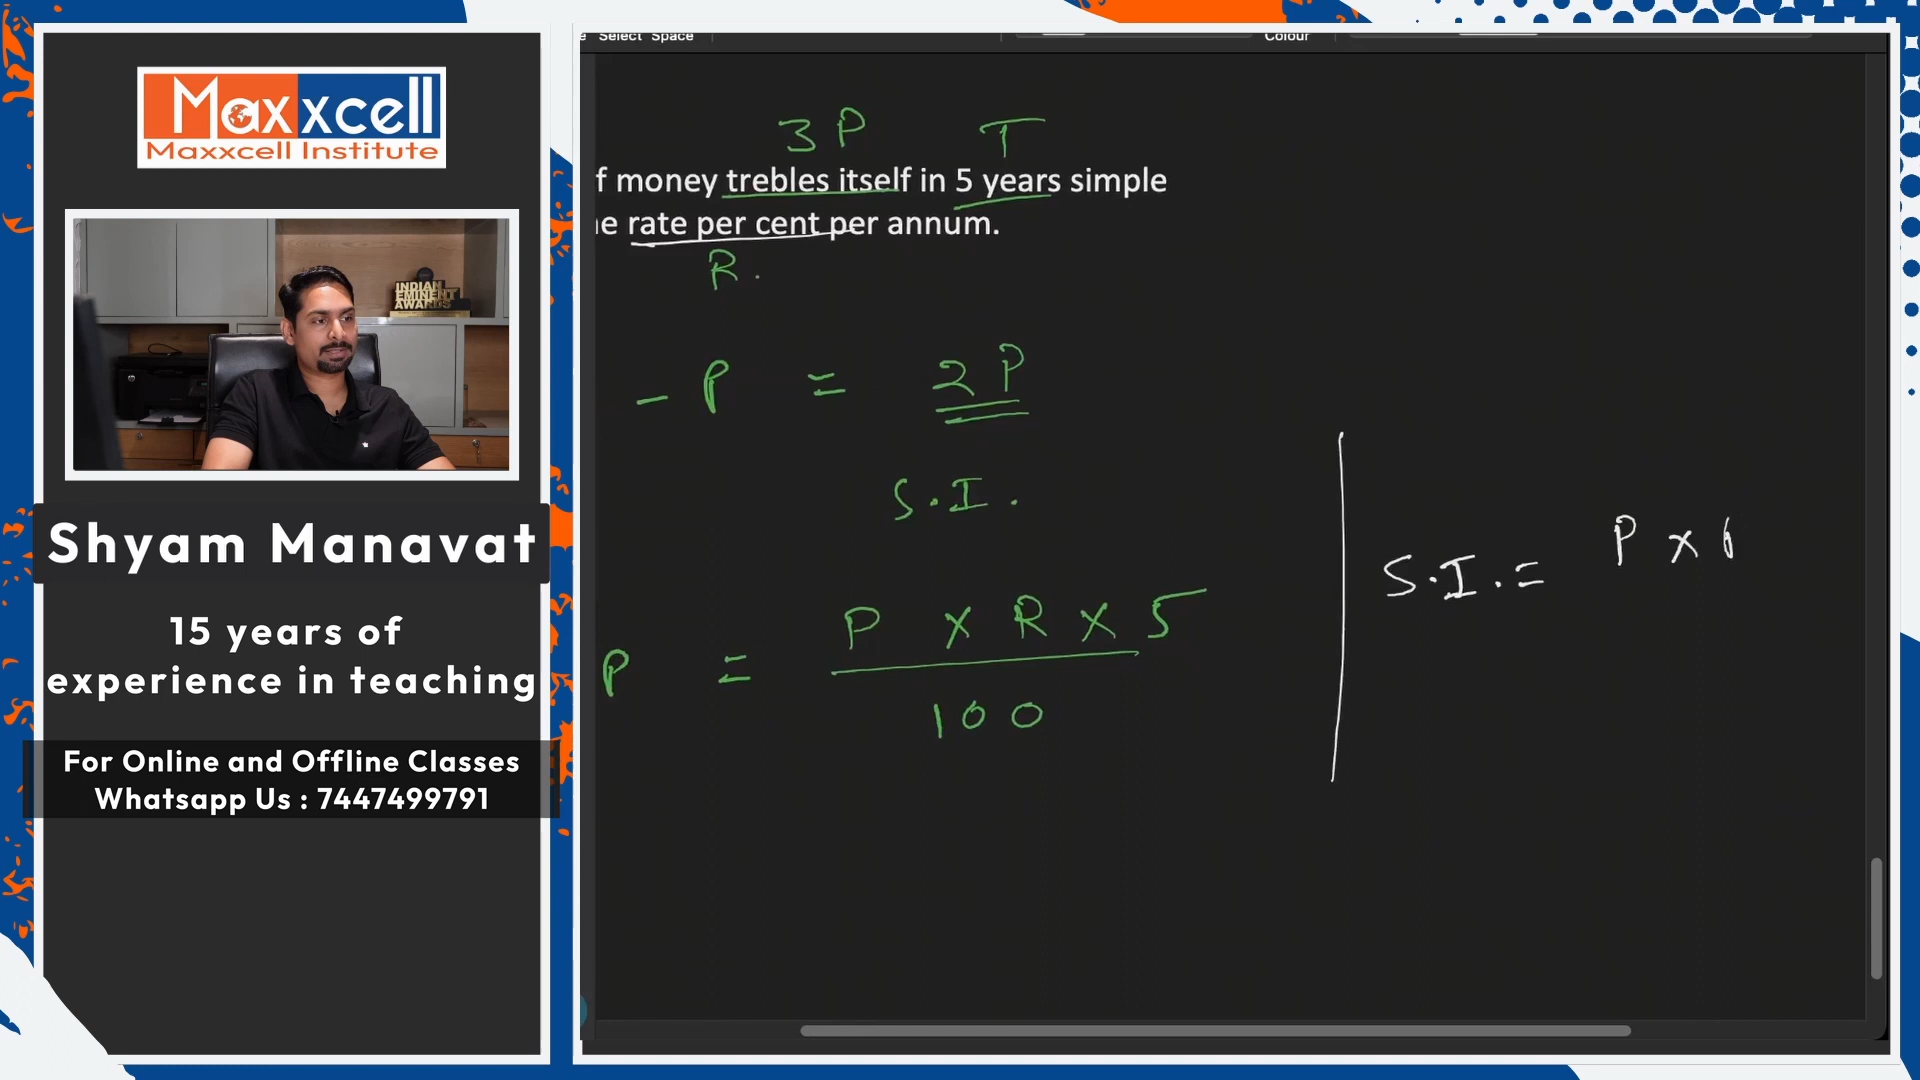 Maxxcell
Maxxcell Institute
INDIAN
EMINENT
AWARDS
Shyam Manavat
15 years of
experience in teaching
For Online and Offline Classes
Whatsapp Us : 7447499791
Select Space
Colour
3P T
f money trebles itself in 5 years simple
e rate per cent per annum.
R.
- P = 2P
S.I.
P = P x R x 5
100
S.I. = P x